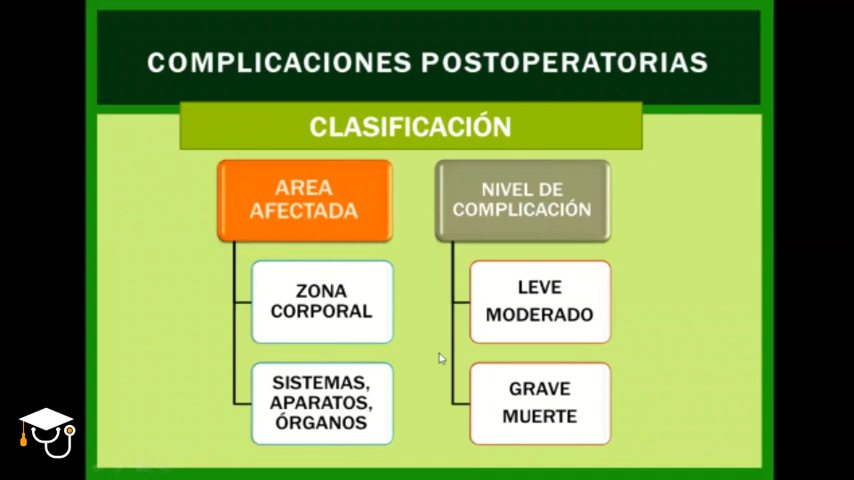 COMPLICACIONES POSTOPERATORIAS
CLASIFICACIÓN
AREA
AFECTADA
ZONA
CORPORAL
SISTEMAS,
APARATOS,
ÓRGANOS
NIVEL DE
COMPLICACIÓN
LEVE
MODERADO
GRAVE
MUERTE